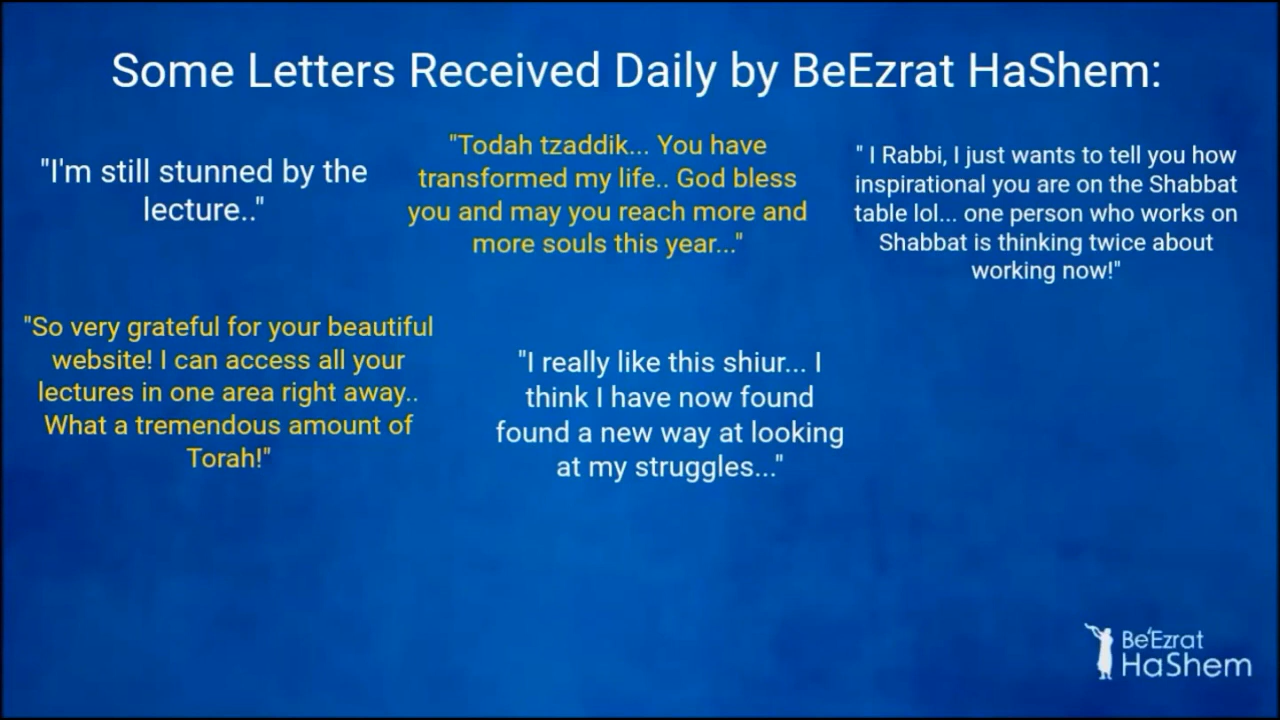 Some Letters Received Daily by BeEzrat HaShem:
"I'm still stunned by the
lecture.."
"Todah tzaddik... You have
transformed my life.. God bless
you and may you reach more and
more souls this year..."
" I Rabbi, I just wants to tell you how
inspirational you are on the Shabbat
table lol... one person who works on
Shabbat is thinking twice about
working now!"
"So very grateful for your beautiful
website! I can access all your
lectures in one area right away..
What a tremendous amount of
Torah!"
"I really like this shiur... I
think I have now found
found a new way at looking
at my struggles..."
Be'Ezrat
HaShem